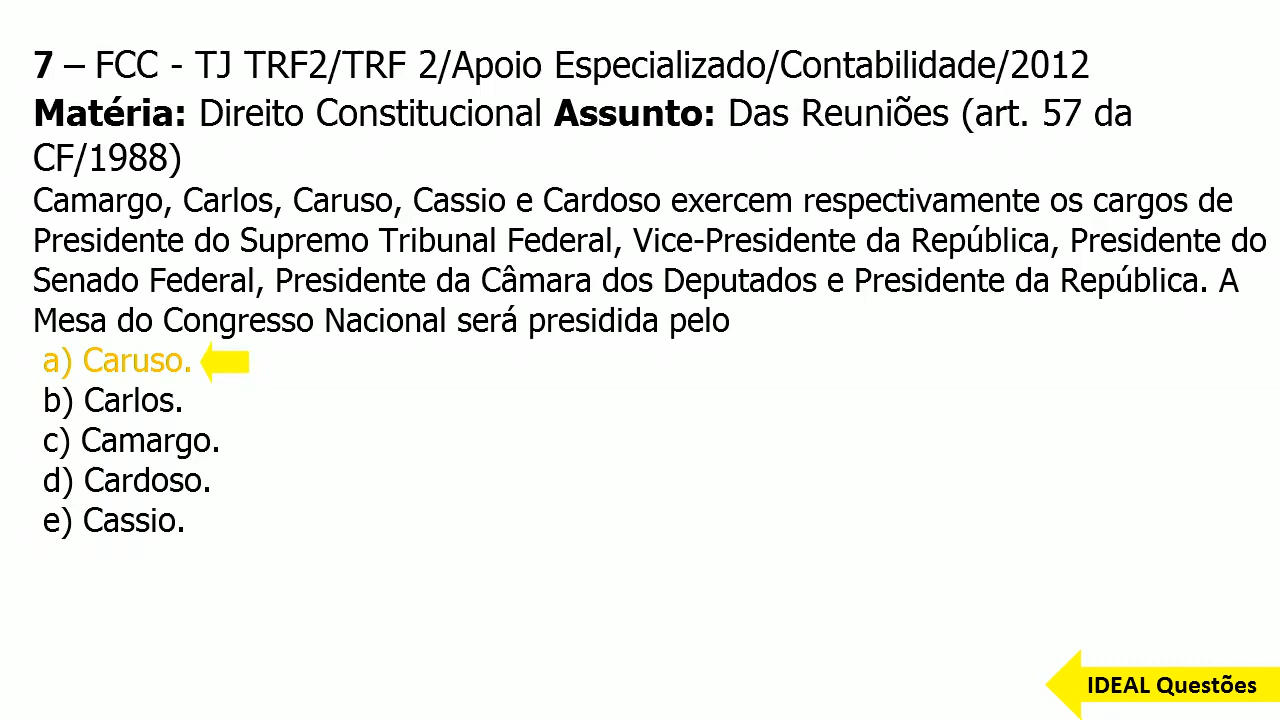 7 – FCC - TJ TRF2/TRF 2/Apoio Especializado/Contabilidade/2012
Matéria: Direito Constitucional Assunto: Das Reuniões (art. 57 da
CF/1988)
Camargo, Carlos, Caruso, Cassio e Cardoso exercem respectivamente os cargos de
Presidente do Supremo Tribunal Federal, Vice-Presidente da República, Presidente do
Senado Federal, Presidente da Câmara dos Deputados e Presidente da República. A
Mesa do Congresso Nacional será presidida pelo
a) Caruso.
b) Carlos.
c) Camargo.
d) Cardoso.
e) Cassio.
IDEAL Questões